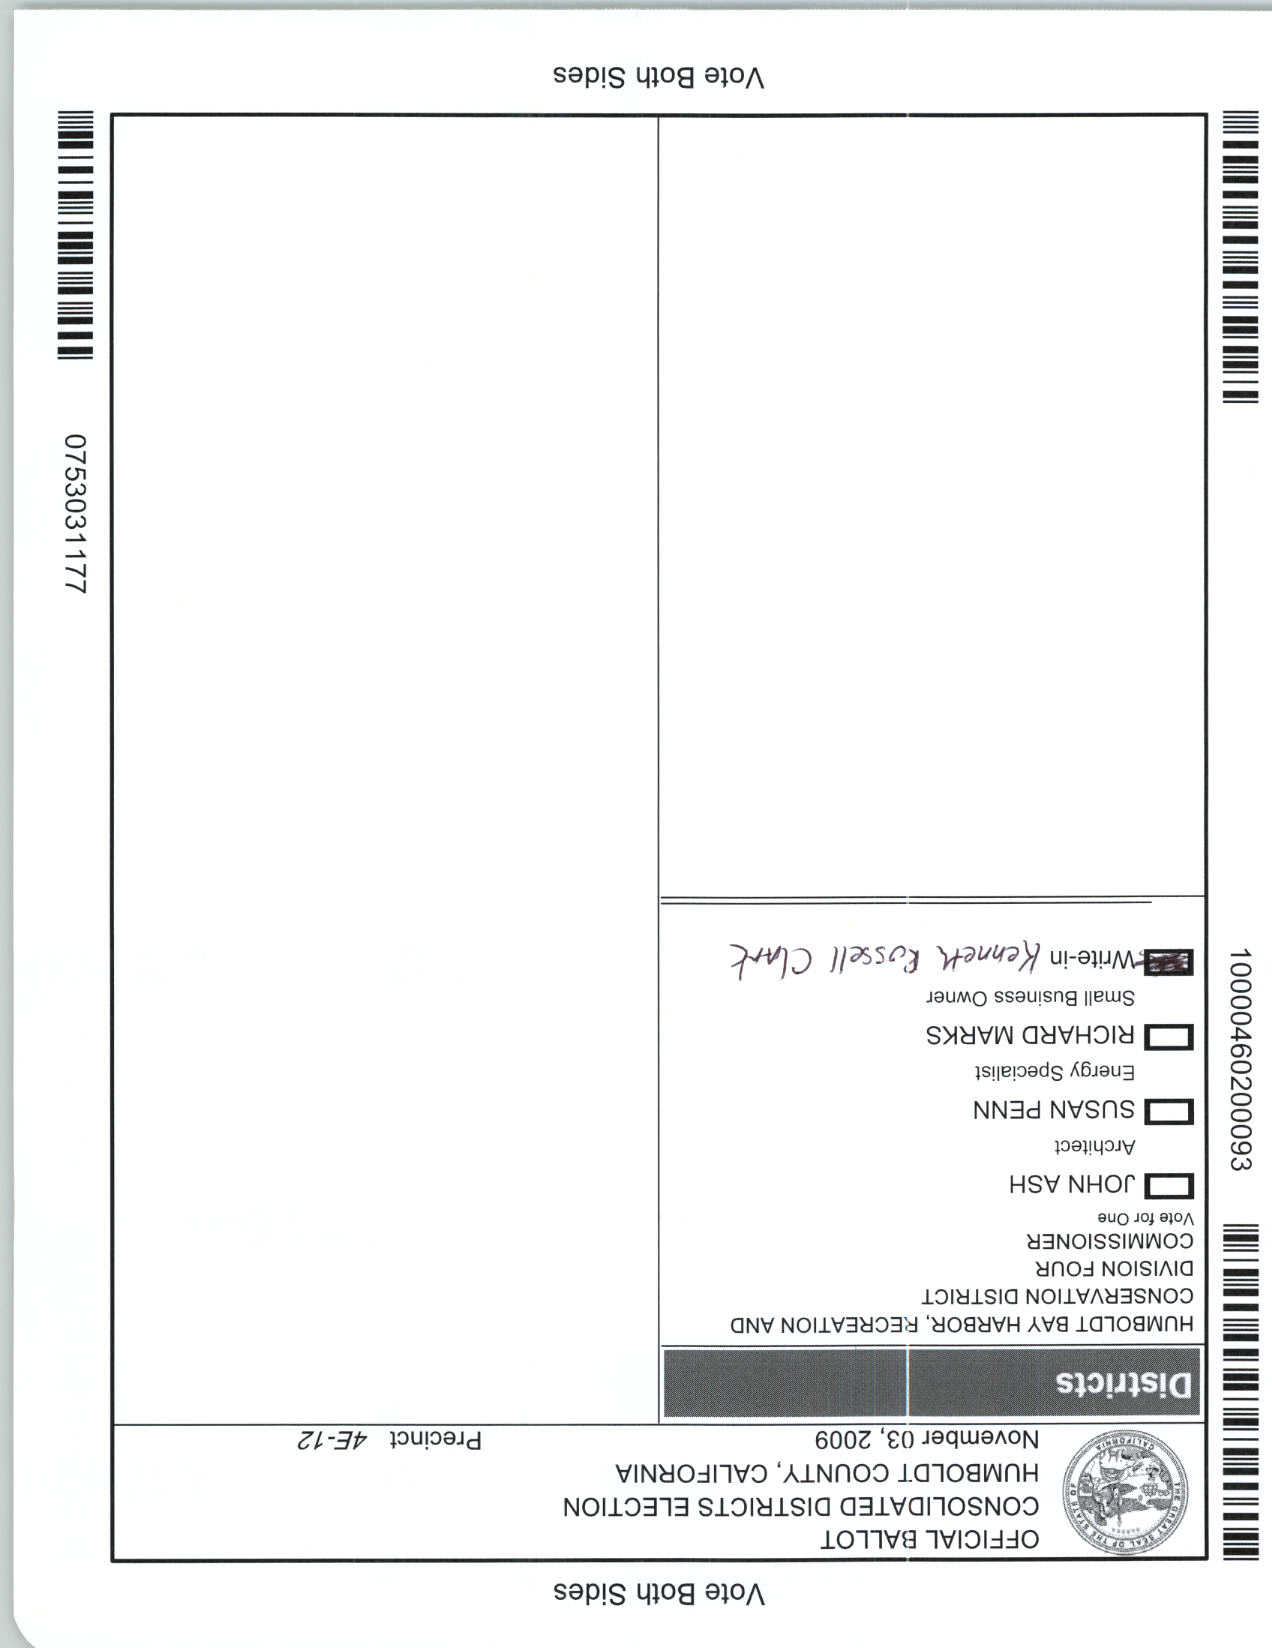 Vote Both Sides
OFFICIAL BALLOT
CONSOLIDATED DISTRICTS ELECTION
HUMBOLDT COUNTY, CALIFORNIA
November 03, 2009 Precinct 4E-12
THE GREAT SEAL OF THE STATE OF CALIFORNIA
EUREKA
Districts
HUMBOLDT BAY HARBOR, RECREATION AND
CONSERVATION DISTRICT
DIVISION FOUR
COMMISSIONER
Vote for One
JOHN ASH
Architect
SUSAN PENN
Energy Specialist
RICHARD MARKS
Small Business Owner
Write-in Kenneth Russell Clark
Vote Both Sides
10000460200093
0753031177